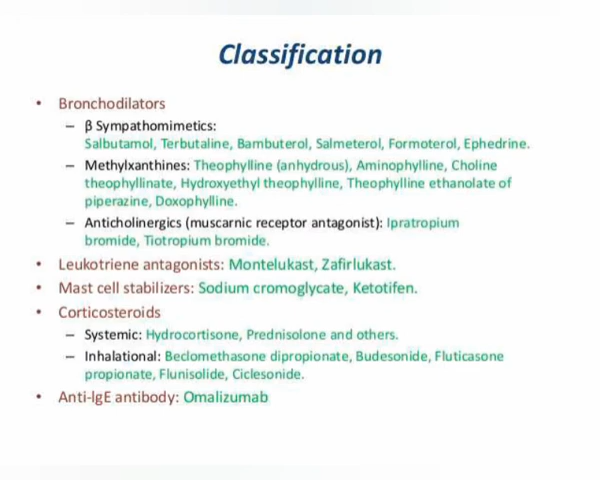 Classification
• Bronchodilators
– β Sympathomimetics:
Salbutamol, Terbutaline, Bambuterol, Salmeterol, Formoterol, Ephedrine.
– Methylxanthines: Theophylline (anhydrous), Aminophylline, Choline
theophyllinate, Hydroxyethyl theophylline, Theophylline ethanolate of
piperazine, Doxophylline.
– Anticholinergics (muscarnic receptor antagonist): Ipratropium
bromide, Tiotropium bromide.
• Leukotriene antagonists: Montelukast, Zafirlukast.
• Mast cell stabilizers: Sodium cromoglycate, Ketotifen.
• Corticosteroids
– Systemic: Hydrocortisone, Prednisolone and others.
– Inhalational: Beclomethasone dipropionate, Budesonide, Fluticasone
propionate, Flunisolide, Ciclesonide.
• Anti-IgE antibody: Omalizumab